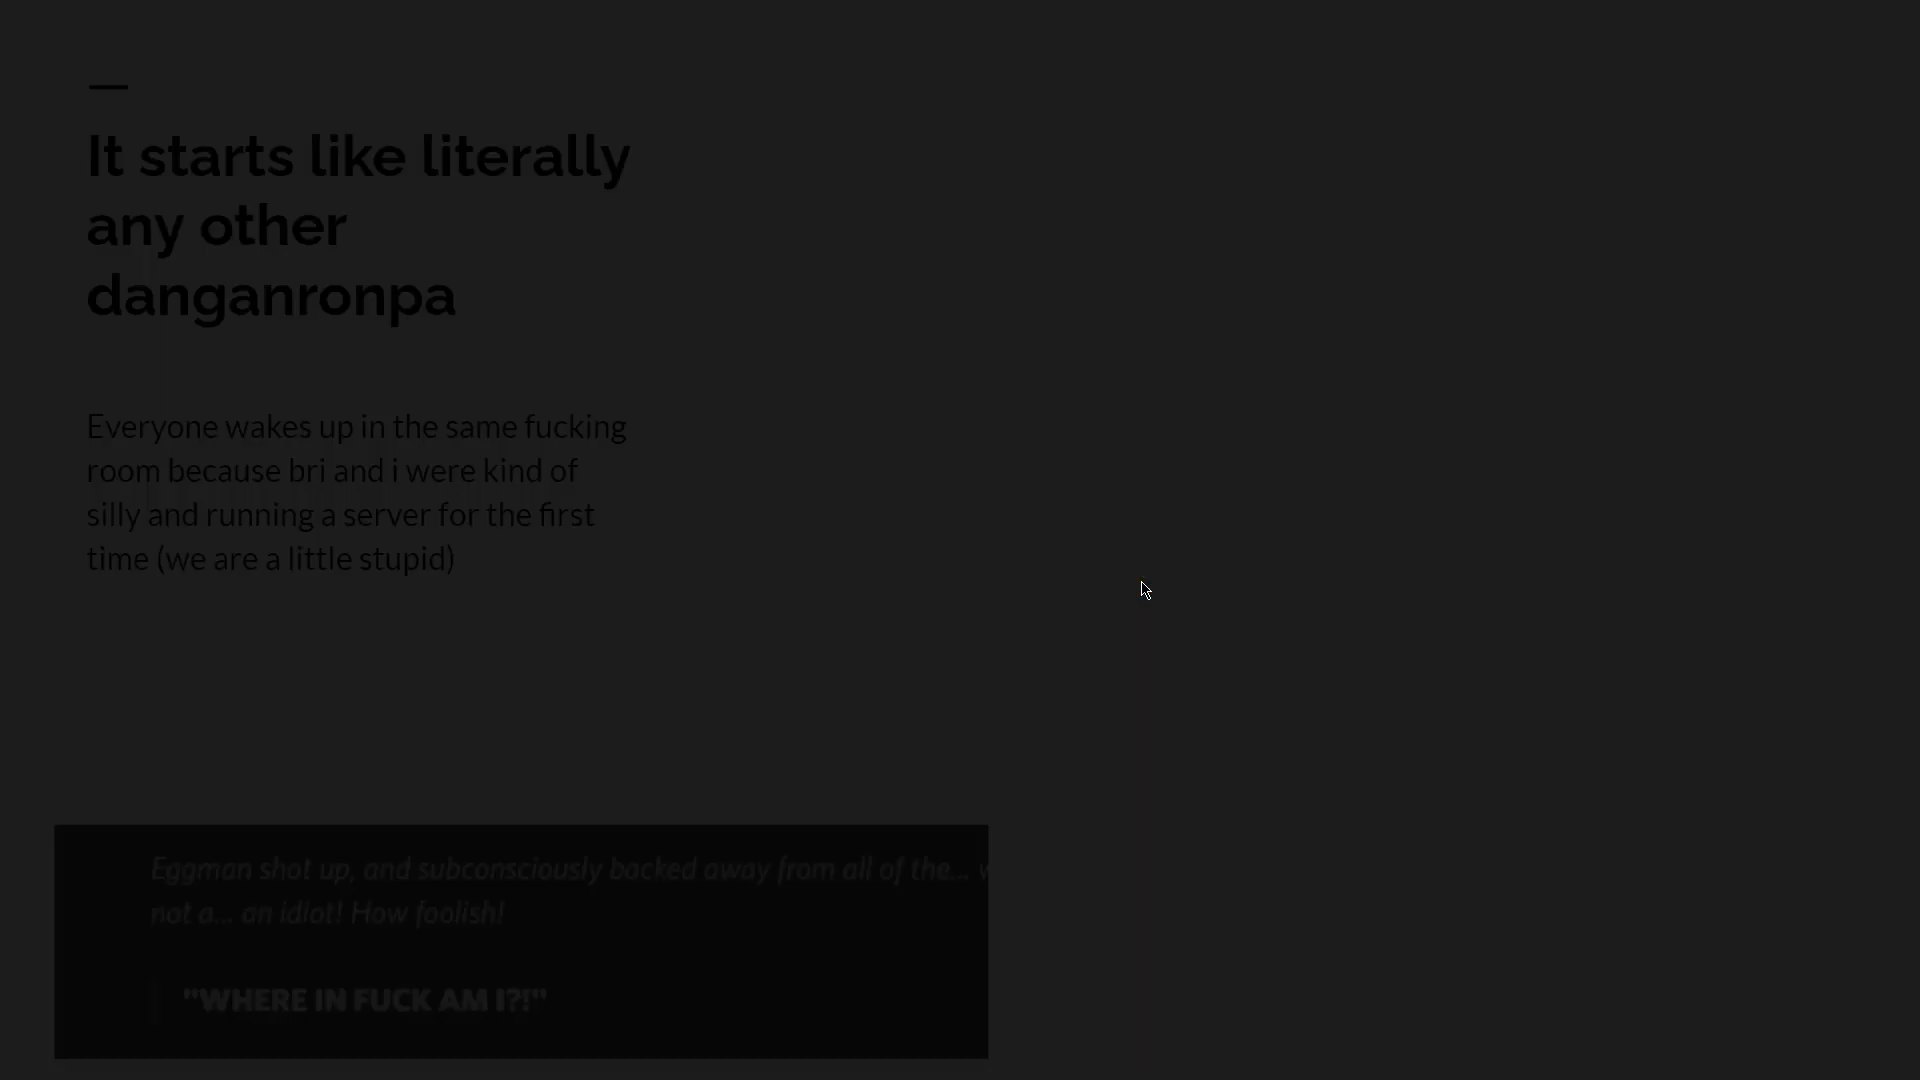 It starts like literally
any other
danganronpa
Everyone wakes up in the same fucking
room because bri and i were kind of
silly and running a server for the first
time (we are a little stupid)
Eggman shot up, and subconsciously backed away from all of the...
not a... an idiot! How foolish!
"WHERE IN FUCK AM I?!"